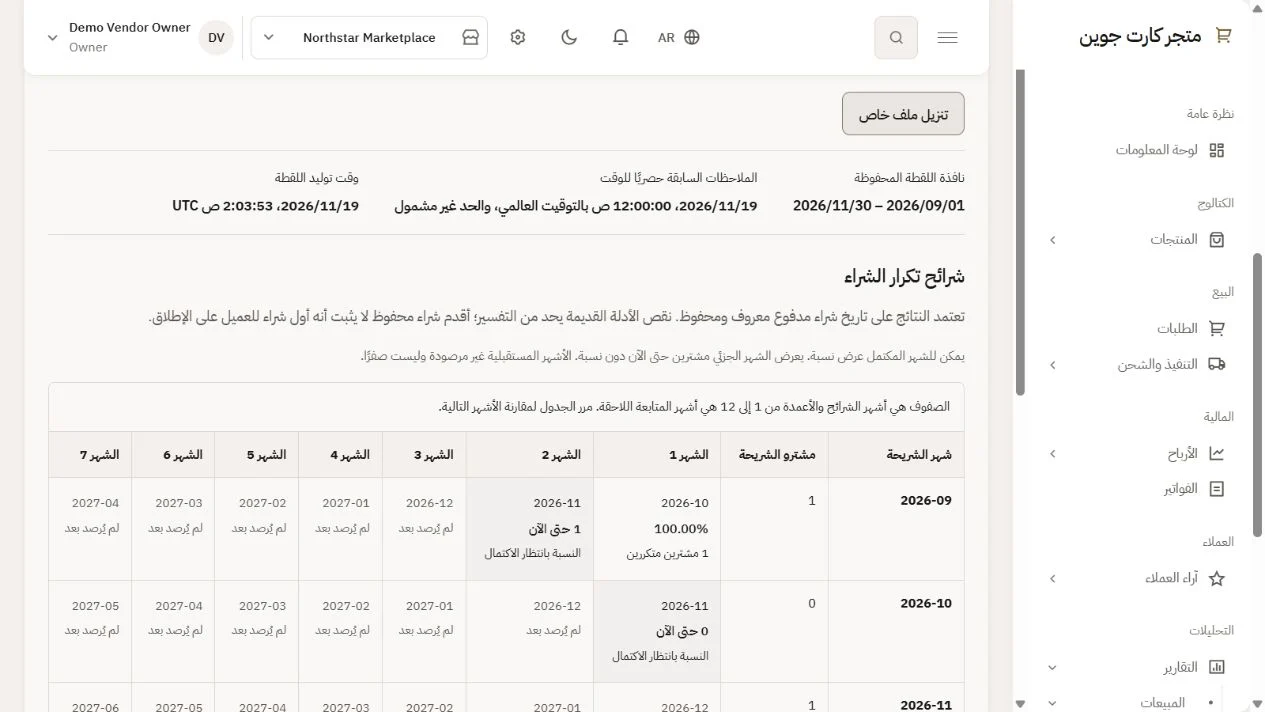 متجر كارت جوين
نظرة عامة
لوحة المعلومات
الكتالوج
المنتجات
البيع
الطلبات
التنفيذ والشحن
المالية
الأرباح
الفواتير
العملاء
آراء العملاء
التحليلات
التقارير
المبيعات
AR
Northstar Marketplace
DV
Demo Vendor Owner
Owner
تنزيل ملف خاص
نافذة اللقطة المحفوظة
2026/09/01 – 2026/11/30
الملاحظات السابقة حصريًا للوقت
2026/11/19، 12:00:00 ص بالتوقيت العالمي، والحد غير مشمول
وقت توليد اللقطة
2026/11/19، 2:03:53 ص UTC
شرائح تكرار الشراء
تعتمد النتائج على تاريخ شراء مدفوع معروف ومحفوظ. نقص الأدلة القديمة يحد من التفسير؛ أقدم شراء محفوظ لا يثبت أنه أول شراء للعميل على الإطلاق.
يمكن للشهر المكتمل عرض نسبة. يعرض الشهر الجزئي مشترين حتى الآن دون نسبة. الأشهر المستقبلية غير مرصودة وليست صفرًا.
الصفوف هي أشهر الشرائح والأعمدة من 1 إلى 12 هي أشهر المتابعة اللاحقة. مرر الجدول لمقارنة الأشهر التالية.
شهر الشريحة مشترو الشريحة الشهر 1 الشهر 2 الشهر 3 الشهر 4 الشهر 5 الشهر 6 الشهر 7
2026-09 1 2026-10 2026-11 2026-12 2027-01 2027-02 2027-03 2027-04
100.00% 1 حتى الآن لم يُرصد بعد لم يُرصد بعد لم يُرصد بعد لم يُرصد بعد لم يُرصد بعد
1 مشترين متكررين النسبة بانتظار الاكتمال
2026-10 0 2026-11 2026-12 2027-01 2027-02 2027-03 2027-04 2027-05
0 حتى الآن لم يُرصد بعد لم يُرصد بعد لم يُرصد بعد لم يُرصد بعد لم يُرصد بعد لم يُرصد بعد
النسبة بانتظار الاكتمال
2026-11 1 2026-12 2027-01 2027-02 2027-03 2027-04 2027-05 2027-06